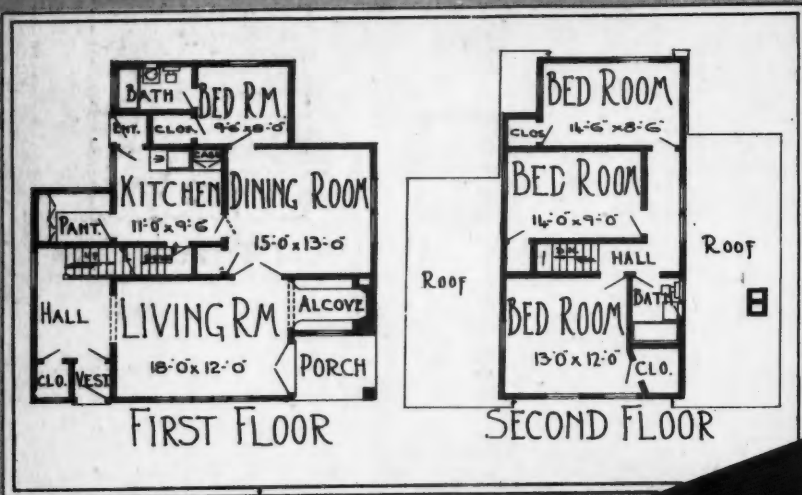 BATH
BED RM.
9'-6" x 8'-0"
ENT.
CLOS.
CASE
KITCHEN
11'-0" x 9'-6
DINING ROOM
15'-0" x 13'-0"
PANT.
HALL
LIVING RM
18'-0" x 12'-0"
ALCOVE
PORCH
CLO.
VEST.
FIRST FLOOR
BED ROOM
14'-6" x 8'-6"
CLOS
BED ROOM
14'-0" x 9'-0"
ROOF
HALL
ROOF
BATH
BED ROOM
13'-0" x 12'-0"
CLO.
SECOND FLOOR